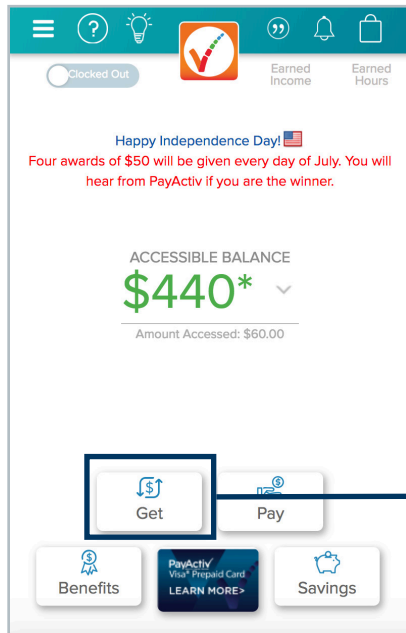 Clocked Out
Earned Income
Earned Hours
Happy Independence Day!
Four awards of $50 will be given every day of July. You will
hear from PayActiv if you are the winner.
ACCESSIBLE BALANCE
$440*
Amount Accessed: $60.00
Get
Pay
Benefits
PayActiv
Visa® Prepaid Card
LEARN MORE>
Savings